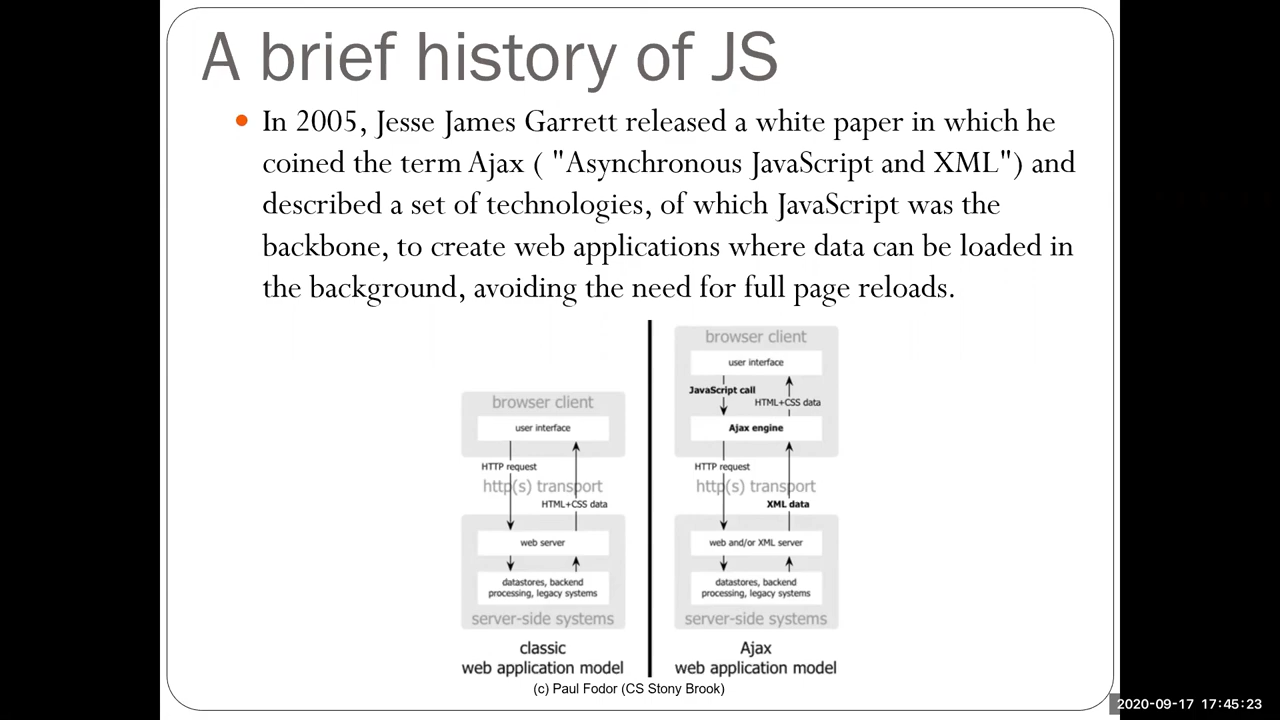 A brief history of JS
In 2005, Jesse James Garrett released a white paper in which he
coined the term Ajax ( "Asynchronous JavaScript and XML") and
described a set of technologies, of which JavaScript was the
backbone, to create web applications where data can be loaded in
the background, avoiding the need for full page reloads.
browser client
user interface
HTTP request
http(s) transport
HTML+CSS data
web server
datastores, backend
processing, legacy systems
server-side systems
classic
web application model
browser client
user interface
JavaScript call
HTML+CSS data
Ajax engine
HTTP request
http(s) transport
XML data
web and/or XML server
datastores, backend
processing, legacy systems
server-side systems
Ajax
web application model
(c) Paul Fodor (CS Stony Brook)
2020-09-17 17:45:23